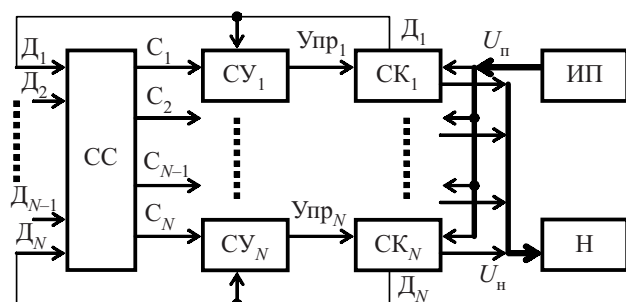 Д₁ С₁ СУ₁ Упр₁ Д₁ СК₁ Uп ИП
Д₂ С₂
СС
ДN–1 СN–1
ДN СN СУN УпрN СКN Н
ДN Uн